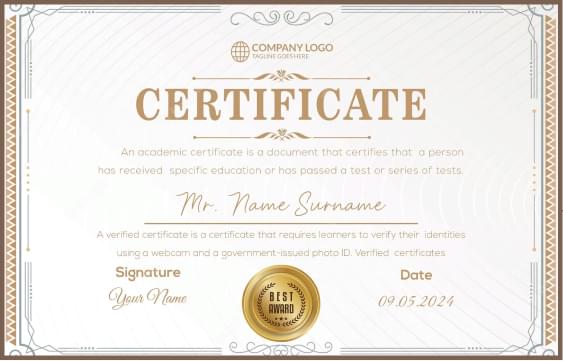 COMPANY LOGO
TAGLINE GOES HERE
CERTIFICATE
An academic certificate is a document that certifies that a person
has received specific education or has passed a test or series of tests.
Mr. Name Surname
A verified certificate is a certificate that requires learners to verify their identities
using a webcam and a government-issued photo ID. Verified certificates
Signature
Your Name
BEST
AWARD
Date
09.05.2024